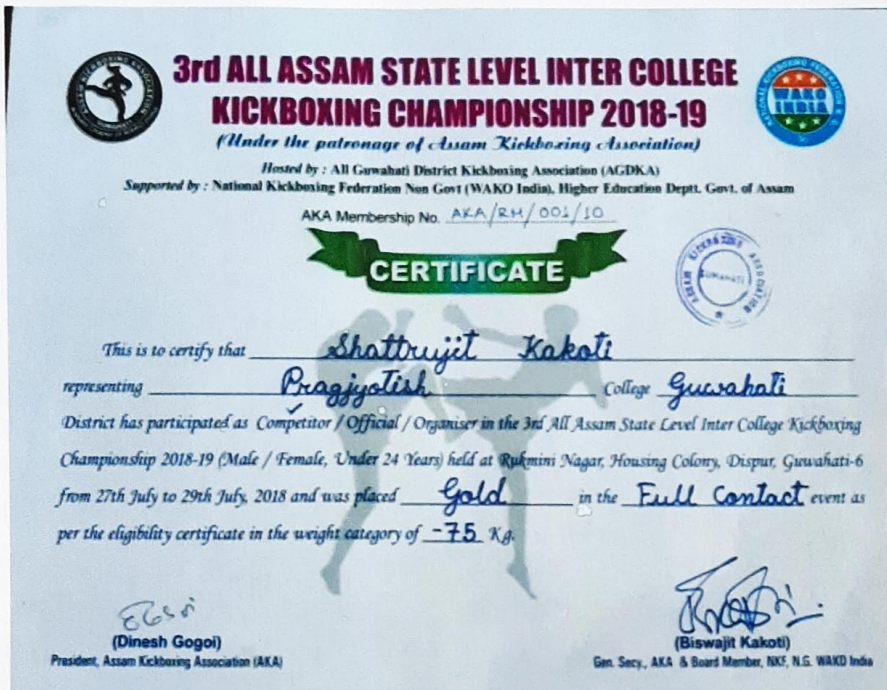 3rd ALL ASSAM STATE LEVEL INTER COLLEGE
KICKBOXING CHAMPIONSHIP 2018-19
(Under the patronage of Assam Kickboxing Association)
Hosted by : All Guwahati District Kickboxing Association (AGDKA)
Supported by : National Kickboxing Federation Non Govt (WAKO India), Higher Education Deptt. Govt. of Assam
AKA Membership No. AKA/RM/001/10
WAKO
INDIA
CERTIFICATE
ASSAM KICKBOXING ASSOCIATION
GUWAHATI
This is to certify that Shattrujit Kakoti
representing Pragjyotish College Guwahati
District has participated as Competitor / Official / Organiser in the 3rd All Assam State Level Inter College Kickboxing
Championship 2018-19 (Male / Female, Under 24 Years) held at Rukmini Nagar, Housing Colony, Dispur, Guwahati-6
from 27th July to 29th July, 2018 and was placed Gold in the Full Contact event as
per the eligibility certificate in the weight category of -75 Kg.
(Dinesh Gogoi)
President, Assam Kickboxing Association (AKA)
(Biswajit Kakoti)
Gen. Secy., AKA & Board Member, NKF, N.G. WAKO India